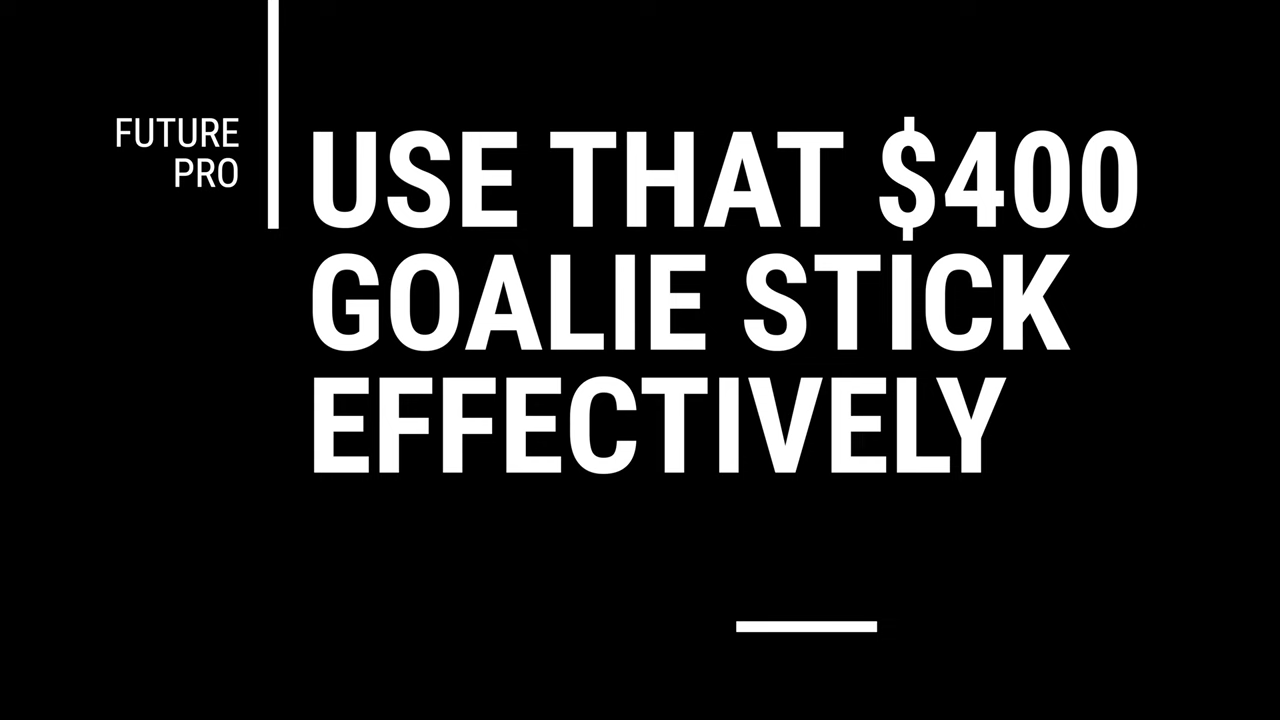 FUTURE
PRO
USE THAT $400
GOALIE STICK
EFFECTIVELY